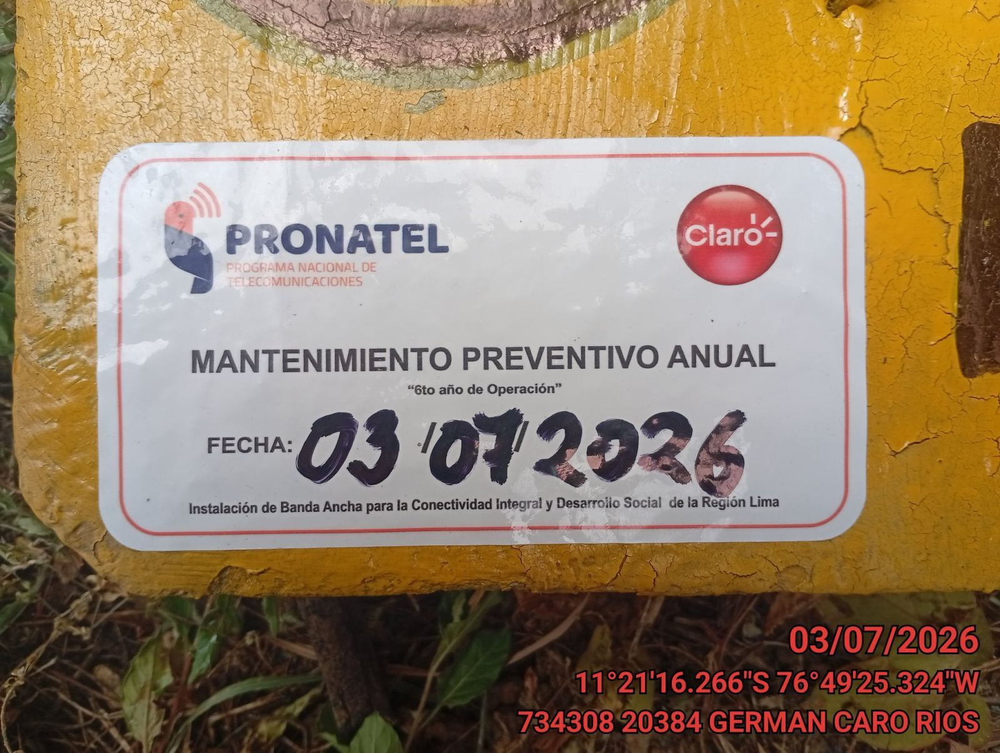 PRONATEL
PROGRAMA NACIONAL DE
TELECOMUNICACIONES
Claro
MANTENIMIENTO PREVENTIVO ANUAL
“6to año de Operación”
FECHA: 03/07/2026
Instalación de Banda Ancha para la Conectividad Integral y Desarrollo Social de la Región Lima
03/07/2026
11°21'16.266"S 76°49'25.324"W
734308 20384 GERMAN CARO RIOS